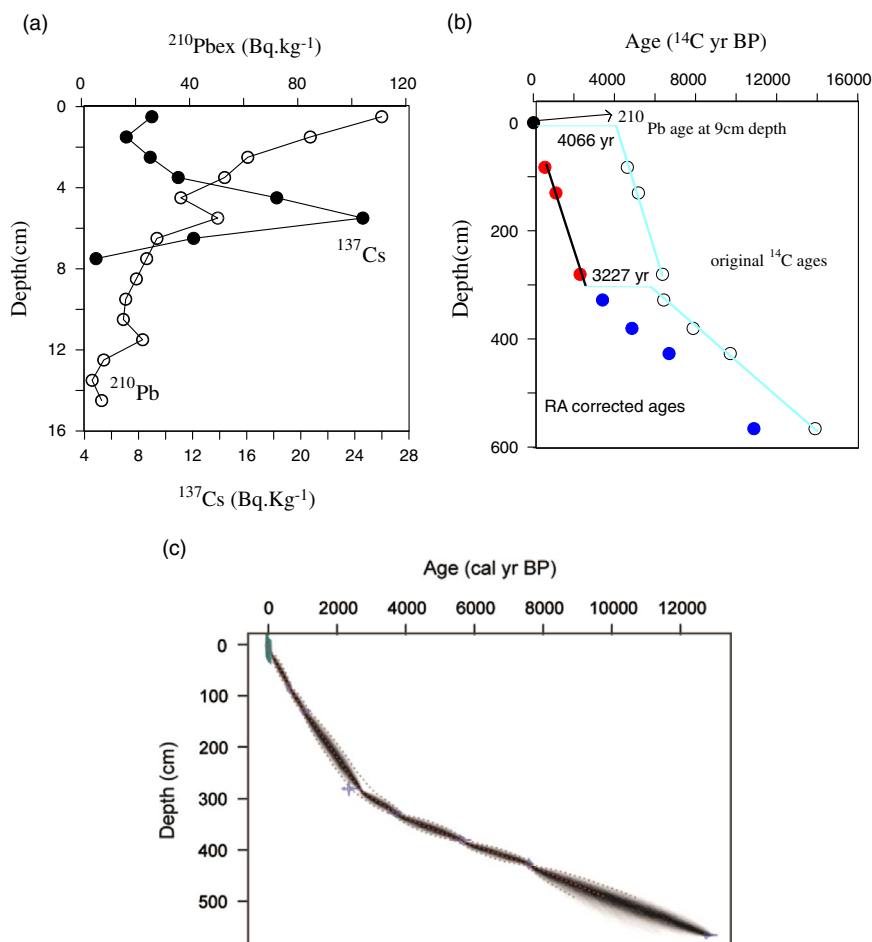 (a)
²¹⁰Pbex (Bq.kg⁻¹)
0 40 80 120
0
4
8
12
16
Depth(cm)
¹³⁷Cs
²¹⁰Pb
4 8 12 16 20 24 28
¹³⁷Cs (Bq.Kg⁻¹)
(b)
Age (¹⁴C yr BP)
0 4000 8000 12000 16000
0
200
400
600
Depth(cm)
210
Pb age at 9cm depth
4066 yr
original ¹⁴C ages
3227 yr
RA corrected ages
(c)
Age (cal yr BP)
0 2000 4000 6000 8000 10000 12000
0
100
200
300
400
500
Depth (cm)